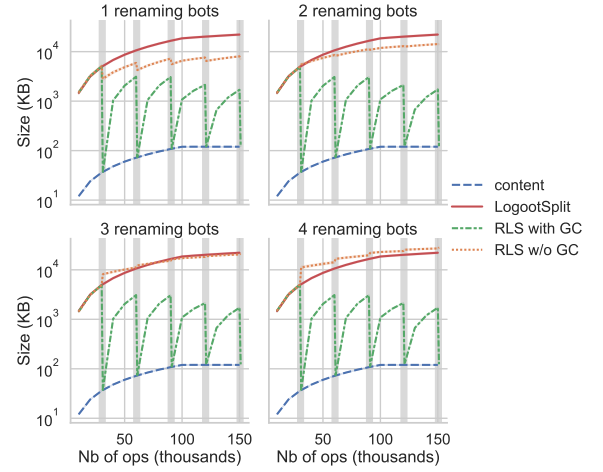 1 renaming bots
2 renaming bots
Size (KB)
10^4
10^3
10^2
10^1
content
LogootSplit
RLS with GC
RLS w/o GC
3 renaming bots
4 renaming bots
Size (KB)
10^4
10^3
10^2
10^1
50
100
150
50
100
150
Nb of ops (thousands)
Nb of ops (thousands)